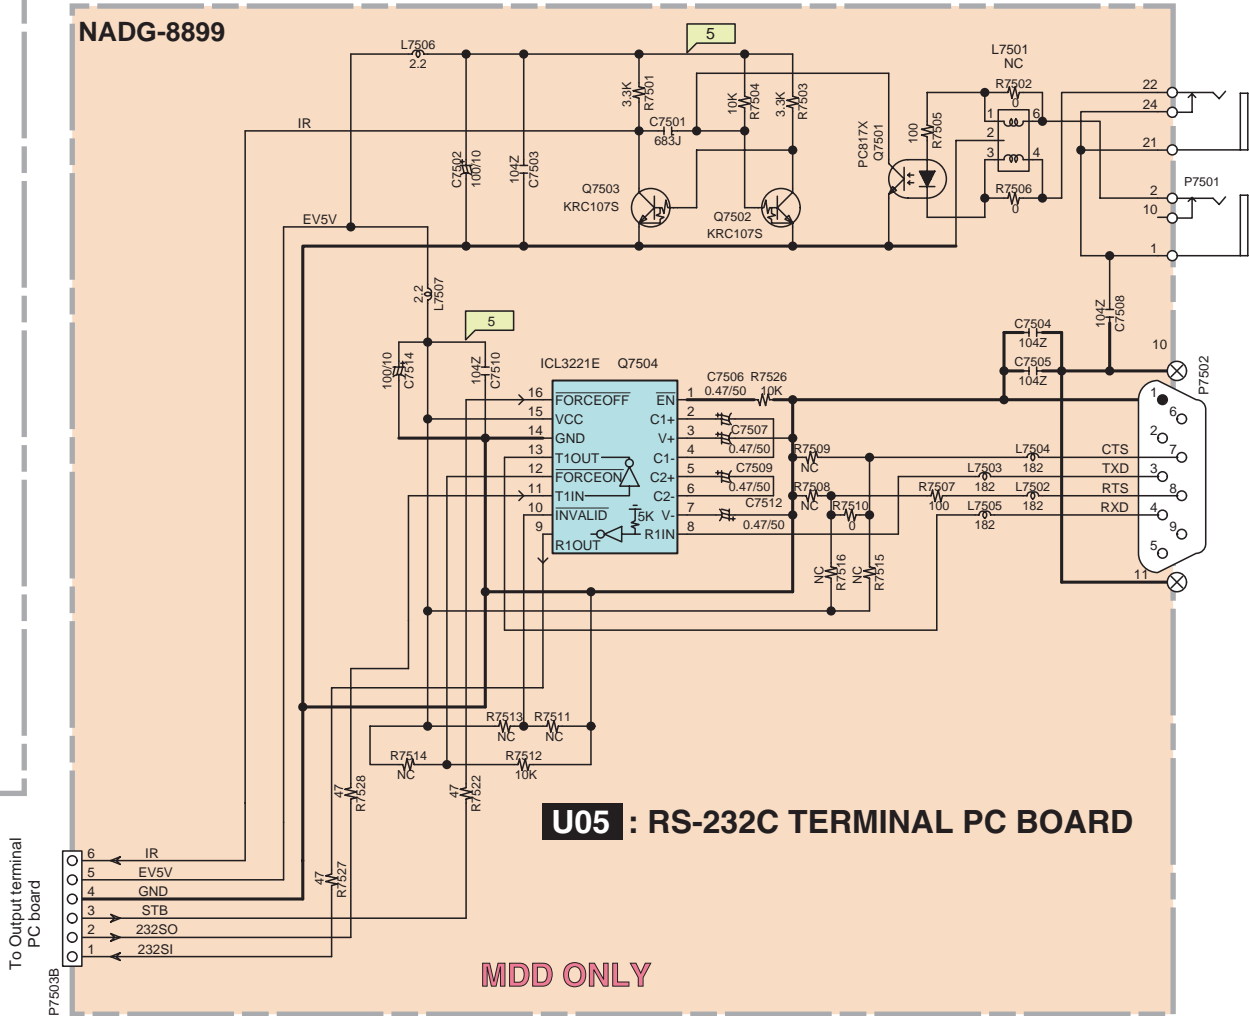 NADG-8899
L7506
2.2
5
L7501
NC
R7502
0
3.3K
R7501
10K
R7504
3.3K
R7503
C7501
683J
IR
C7502
100/10
104Z
C7503
PC817X
Q7501
100
R7505
1
2
3
6
4
R7506
0
22
24
21
2
10
1
P7501
Q7503
KRC107S
Q7502
KRC107S
EV5V
2.2
L7507
5
100/10
C7514
104Z
C7510
104Z
C7508
C7504
104Z
C7505
104Z
10
P7502
ICL3221E Q7504
16 FORCEOFF
15 VCC
14 GND
13 T1OUT
12 FORCEON
11 T1IN
10 INVALID
9 R1OUT
EN 1
C1+ 2
V+ 3
C1- 4
C2+ 5
C2- 6
V- 7
R1IN 8
5K
C7506 R7526
0.47/50 10K
C7507
0.47/50
C7509
0.47/50
C7512
0.47/50
R7509
NC
R7508
NC
R7510
0
NC
R7516
NC
R7515
R7507
100
L7504
182
L7503
182
L7502
182
L7505
182
CTS
TXD
RTS
RXD
1
6
2
7
3
8
4
9
5
11
R7513
NC
R7511
NC
R7514
NC
R7512
10K
47
R7528
47
R7522
47
R7527
U05 : RS-232C TERMINAL PC BOARD
To Output terminal
PC board
P7503B
6 IR
5 EV5V
4 GND
3 STB
2 232SO
1 232SI
MDD ONLY